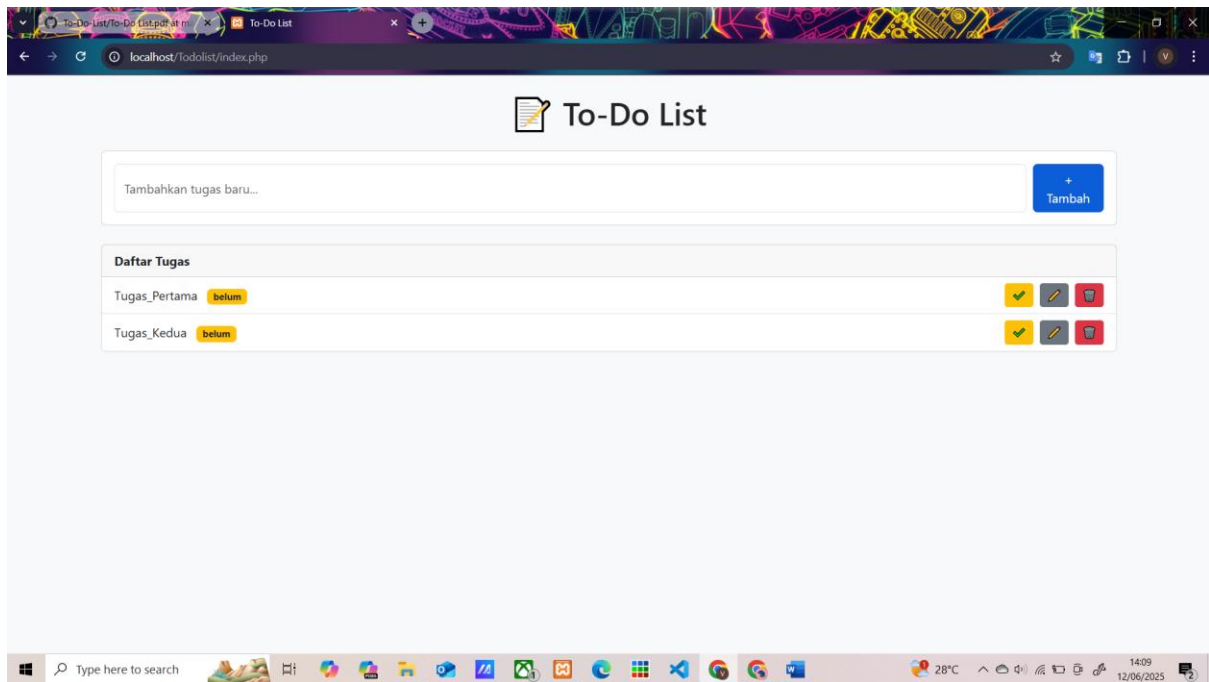 To-Do-List/To-Do List.pdf at m
To-Do List
localhost/Todolist/index.php
V
To-Do List
Tambahkan tugas baru...
+
Tambah
Daftar Tugas
Tugas_Pertama belum
Tugas_Kedua belum
Type here to search
28°C
14:09
12/06/2025
2